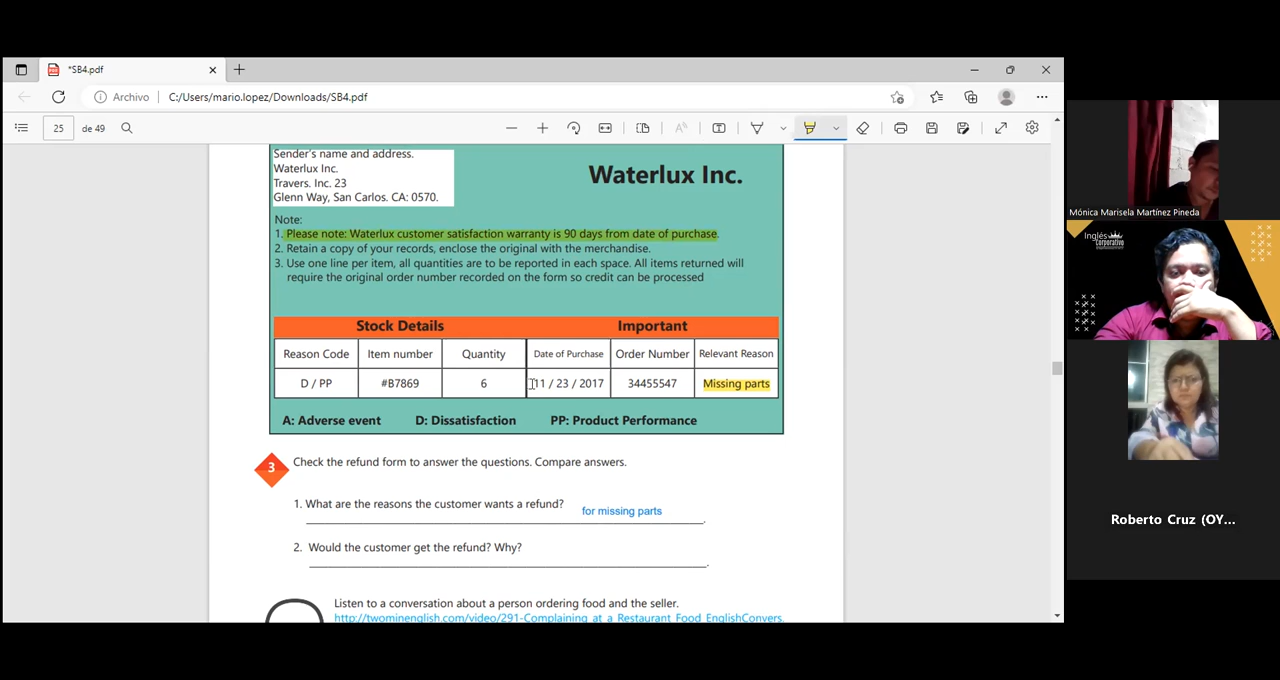 *SB4.pdf
Archivo C:/Users/mario.lopez/Downloads/SB4.pdf
25 de 49
Sender's name and address.
Waterlux Inc.
Travers. Inc. 23
Glenn Way, San Carlos. CA: 0570.
Waterlux Inc.
Note:
1. Please note: Waterlux customer satisfaction warranty is 90 days from date of purchase.
2. Retain a copy of your records, enclose the original with the merchandise.
3. Use one line per item, all quantities are to be reported in each space. All items returned will
require the original order number recorded on the form so credit can be processed
Stock Details Important
Reason Code Item number Quantity Date of Purchase Order Number Relevant Reason
D / PP #B7869 6 11 / 23 / 2017 34455547 Missing parts
A: Adverse event D: Dissatisfaction PP: Product Performance
3 Check the refund form to answer the questions. Compare answers.
1. What are the reasons the customer wants a refund? for missing parts
2. Would the customer get the refund? Why?
Listen to a conversation about a person ordering food and the seller.
http://twominenglish.com/video/291-Complaining at a Restaurant Food EnglishConvers.
Mónica Marisela Martínez Pineda
Inglés
Corporativo
Roberto Cruz (OY...